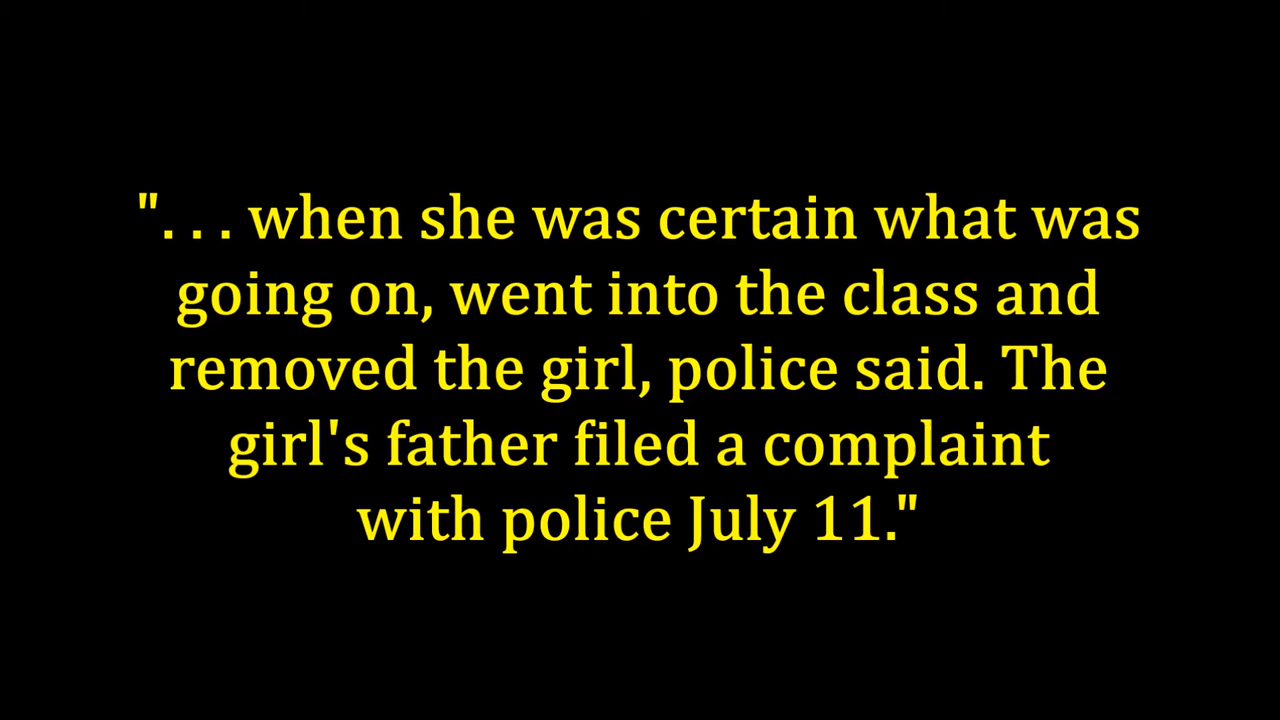 ". . . when she was certain what was
going on, went into the class and
removed the girl, police said. The
girl's father filed a complaint
with police July 11."